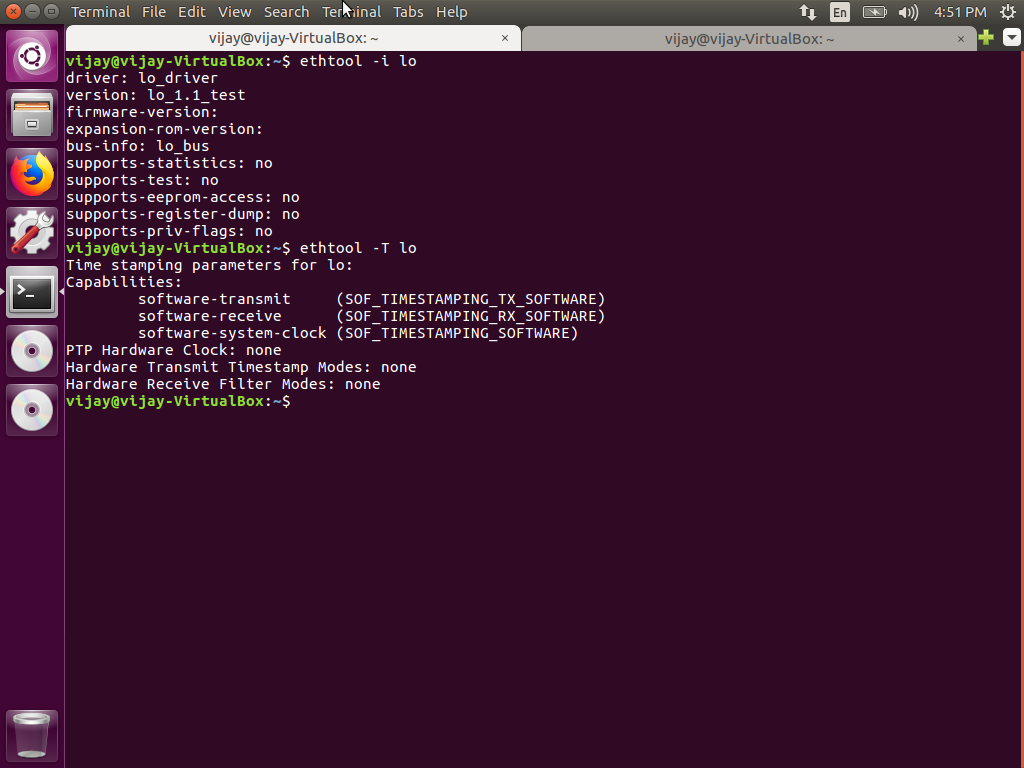 Terminal File Edit View Search Terminal Tabs Help En 4:51 PM
vijay@vijay-VirtualBox: ~ × vijay@vijay-VirtualBox: ~ ×
vijay@vijay-VirtualBox:~$ ethtool -i lo
driver: lo_driver
version: lo_1.1_test
firmware-version:
expansion-rom-version:
bus-info: lo_bus
supports-statistics: no
supports-test: no
supports-eeprom-access: no
supports-register-dump: no
supports-priv-flags: no
vijay@vijay-VirtualBox:~$ ethtool -T lo
Time stamping parameters for lo:
Capabilities:
        software-transmit     (SOF_TIMESTAMPING_TX_SOFTWARE)
        software-receive      (SOF_TIMESTAMPING_RX_SOFTWARE)
        software-system-clock (SOF_TIMESTAMPING_SOFTWARE)
PTP Hardware Clock: none
Hardware Transmit Timestamp Modes: none
Hardware Receive Filter Modes: none
vijay@vijay-VirtualBox:~$